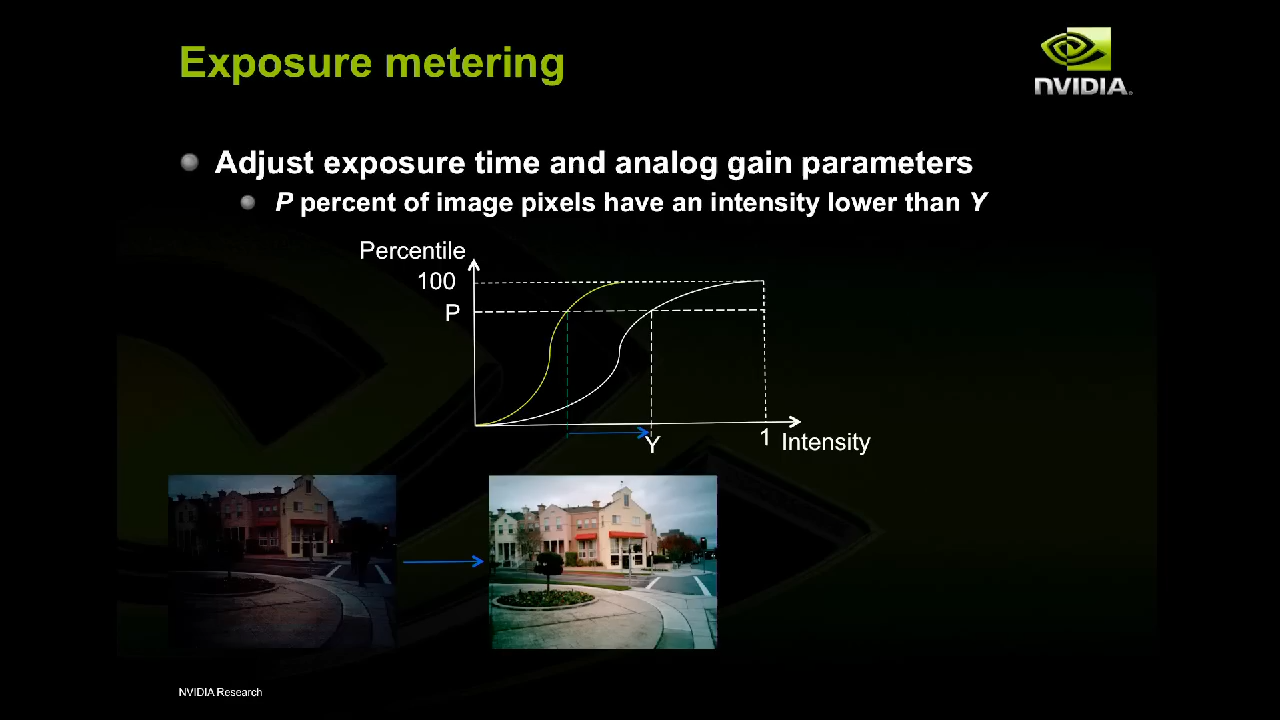 Exposure metering
NVIDIA
Adjust exposure time and analog gain parameters
P percent of image pixels have an intensity lower than Y
Percentile
100
P
Y
1 Intensity
NVIDIA Research